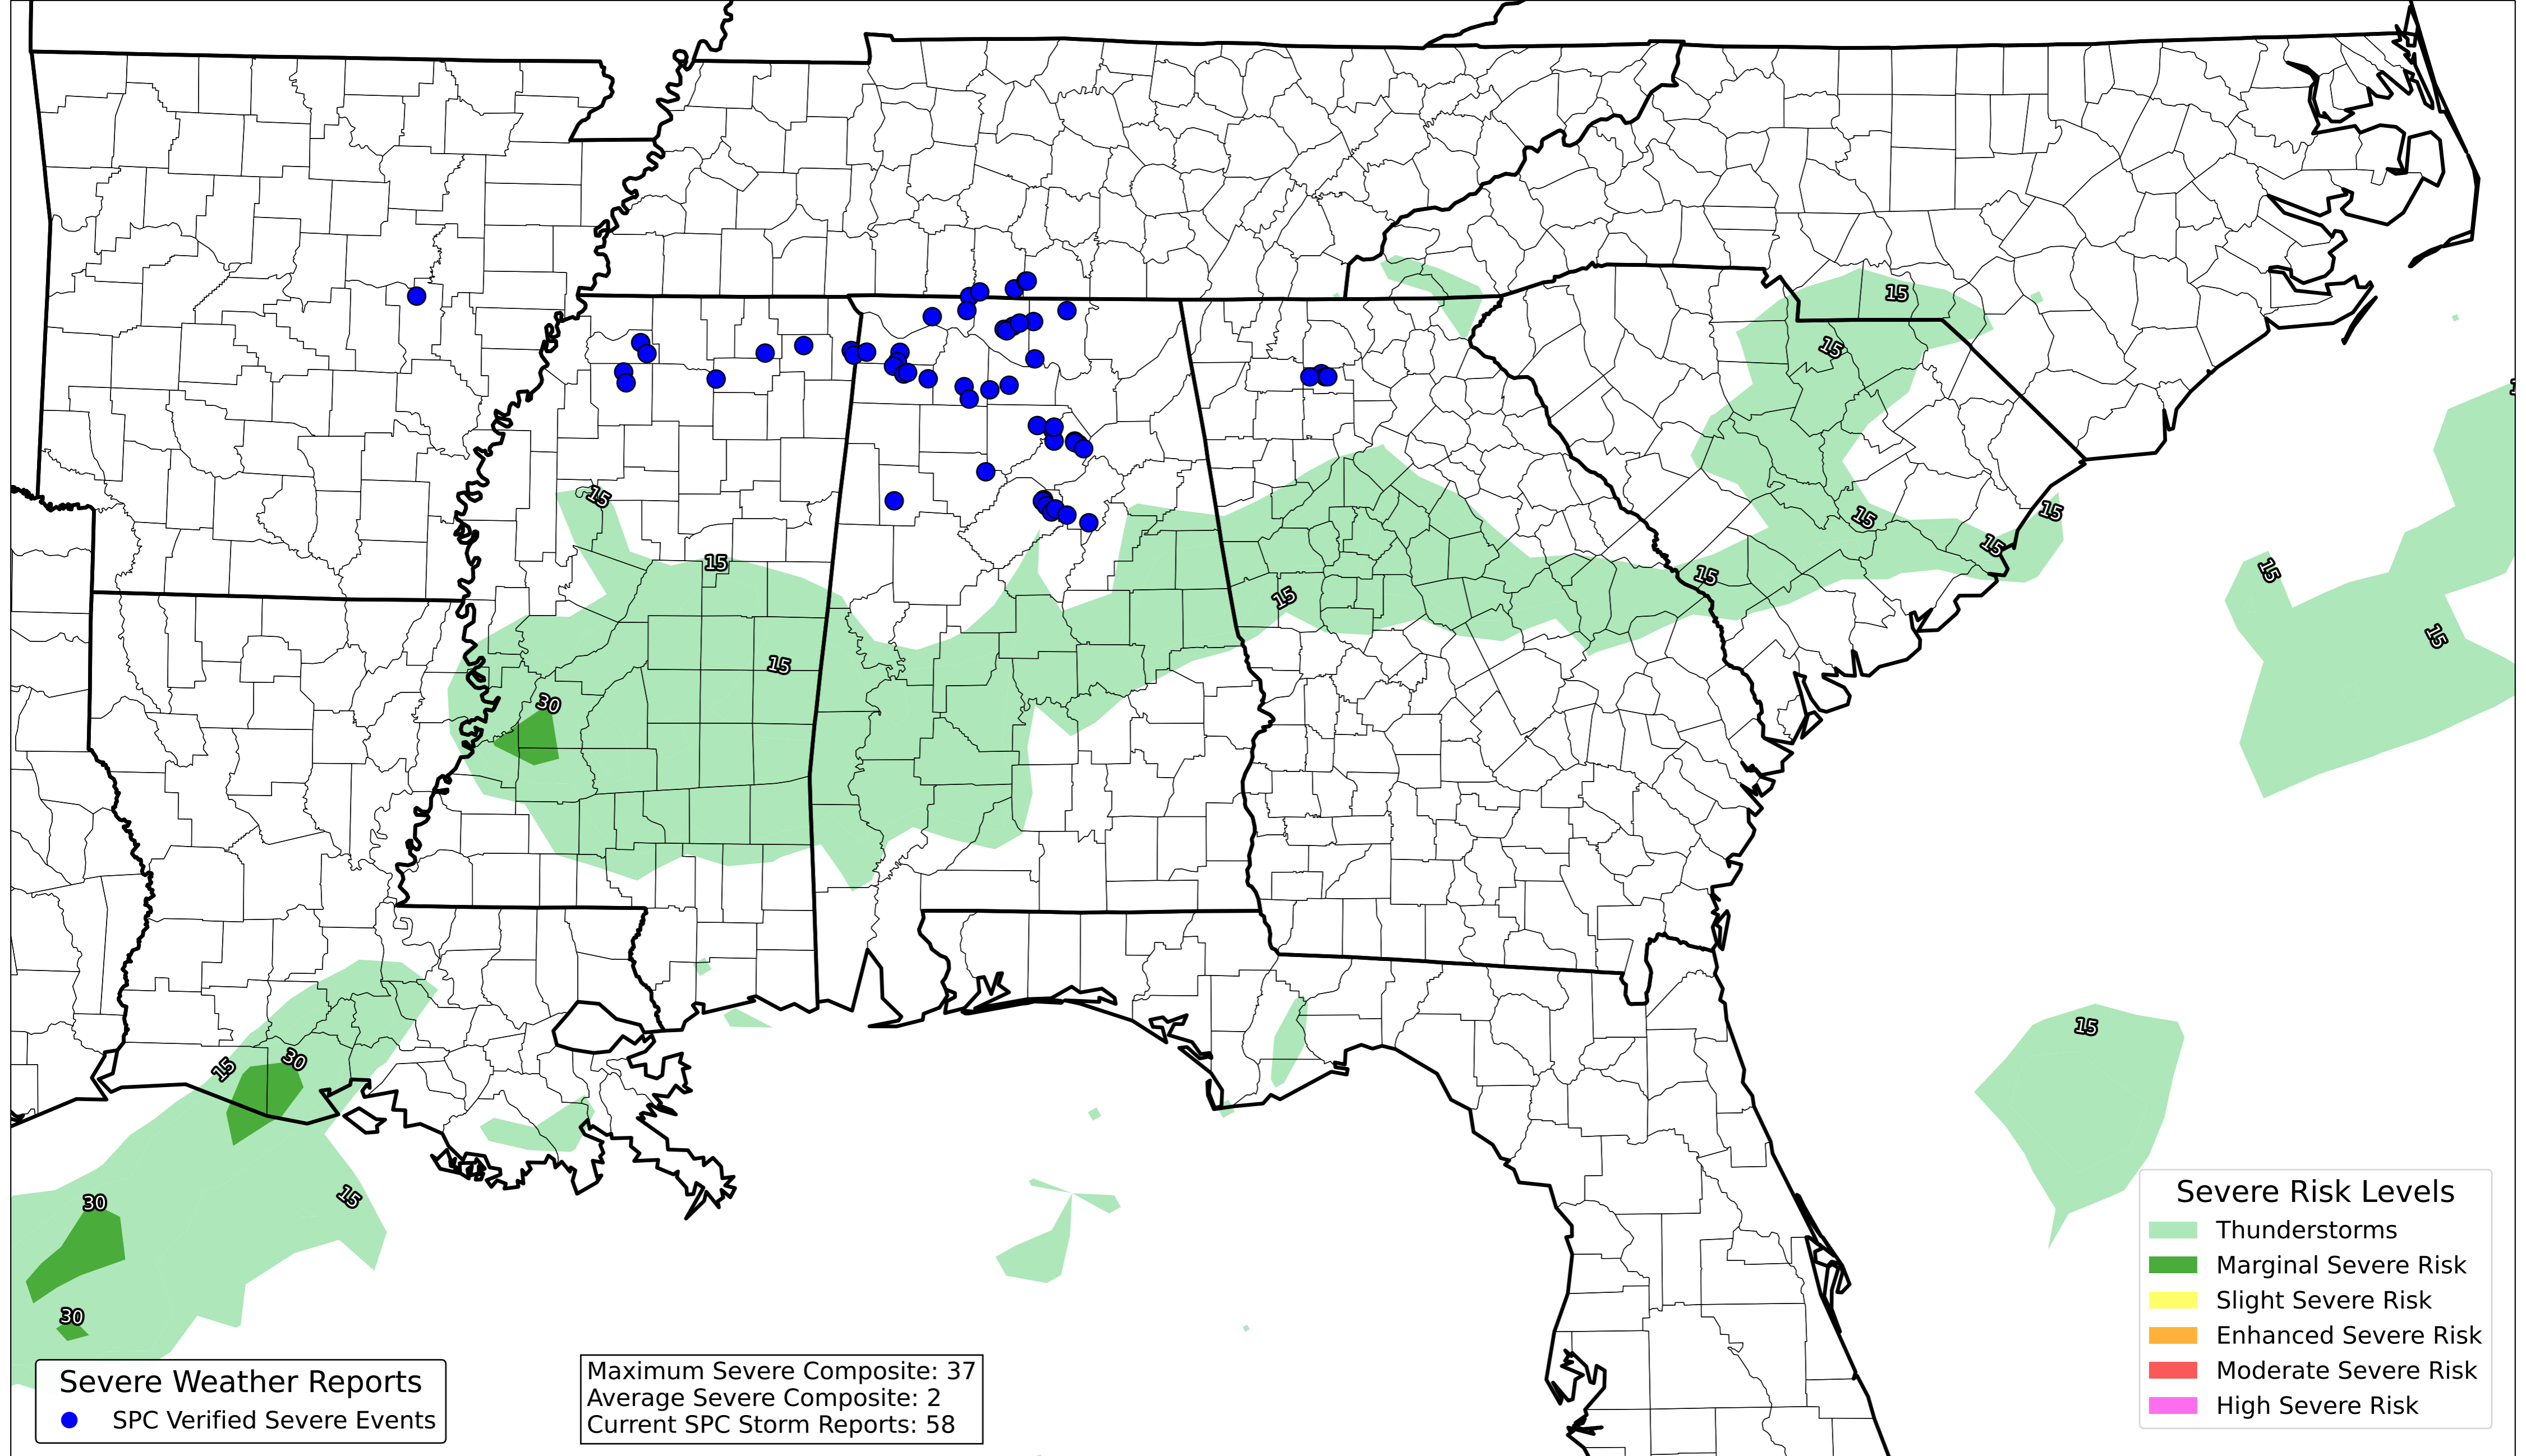 15
15
15
15
15
15
15
15
15
15
15
15
15
30
15
15
30
30
15
30
Severe Weather Reports
SPC Verified Severe Events
Maximum Severe Composite: 37
Average Severe Composite: 2
Current SPC Storm Reports: 58
Severe Risk Levels
Thunderstorms
Marginal Severe Risk
Slight Severe Risk
Enhanced Severe Risk
Moderate Severe Risk
High Severe Risk